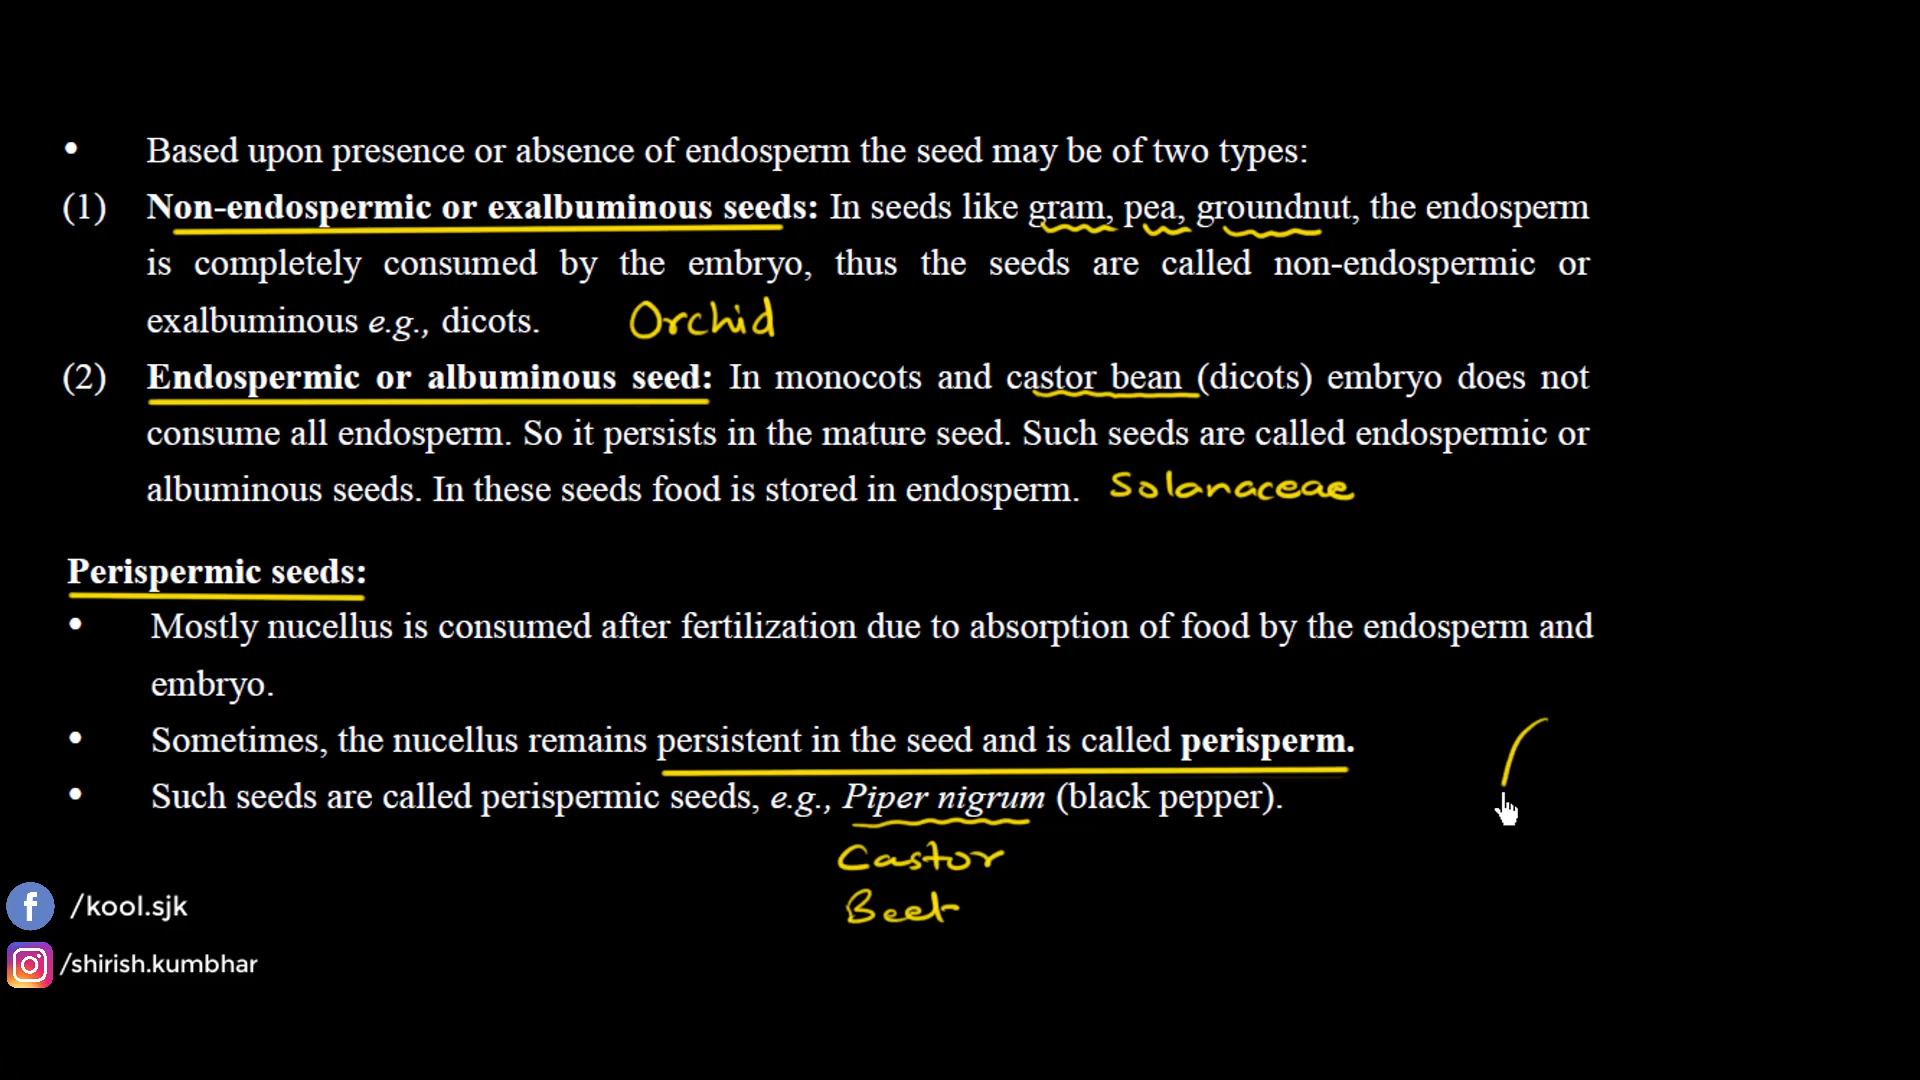 • Based upon presence or absence of endosperm the seed may be of two types:
(1) Non-endospermic or exalbuminous seeds: In seeds like gram, pea, groundnut, the endosperm
is completely consumed by the embryo, thus the seeds are called non-endospermic or
exalbuminous e.g., dicots. Orchid
(2) Endospermic or albuminous seed: In monocots and castor bean (dicots) embryo does not
consume all endosperm. So it persists in the mature seed. Such seeds are called endospermic or
albuminous seeds. In these seeds food is stored in endosperm. Solanaceae
Perispermic seeds:
• Mostly nucellus is consumed after fertilization due to absorption of food by the endosperm and
embryo.
• Sometimes, the nucellus remains persistent in the seed and is called perisperm.
• Such seeds are called perispermic seeds, e.g., Piper nigrum (black pepper).
Castor
Beet
f /kool.sjk
/shirish.kumbhar